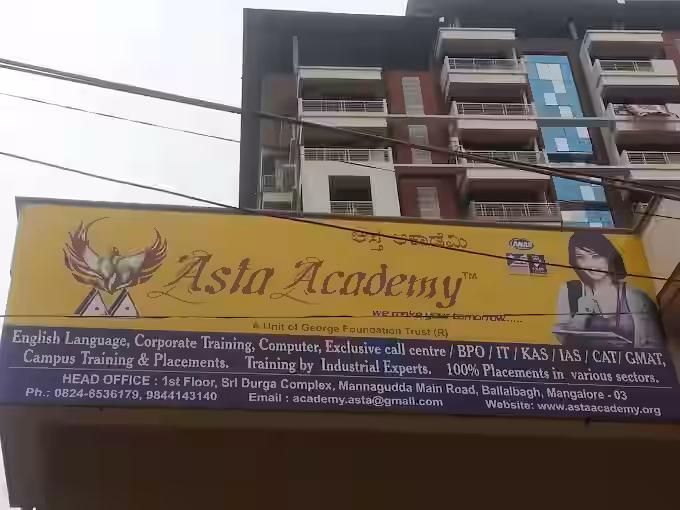 ಆಸ್ತ ಅಕಾಡೆಮಿ
Asta Academy™
we make your tomorrow......
A Unit of George Foundation Trust (R)
English Language, Corporate Training, Computer, Exclusive call centre / BPO / IT / KAS / IAS / CAT/ GMAT,
Campus Training & Placements. Training by Industrial Experts. 100% Placements in various sectors.
HEAD OFFICE : 1st Floor, Sri Durga Complex, Mannagudda Main Road, Ballalbagh, Mangalore - 03
Ph.: 0824-6536179, 9844143140 Email : academy.asta@gmail.com Website: www.astaacademy.org